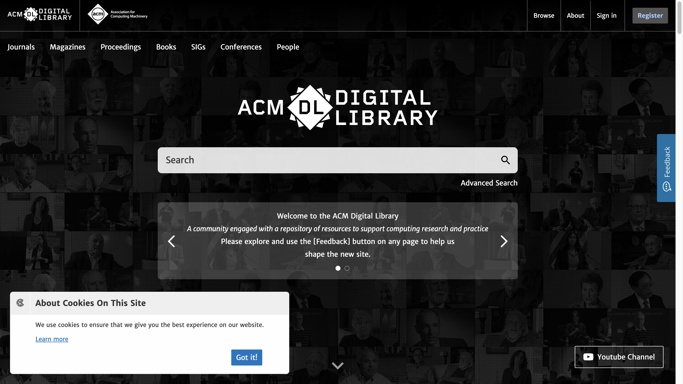 ACM DL DIGITAL LIBRARY
acm Association for Computing Machinery
Browse
About
Sign in
Register
Journals
Magazines
Proceedings
Books
SIGs
Conferences
People
ACM DL DIGITAL
LIBRARY
Search
Advanced Search
Feedback
Welcome to the ACM Digital Library
A community engaged with a repository of resources to support computing research and practice
Please explore and use the [Feedback] button on any page to help us
shape the new site.
About Cookies On This Site
We use cookies to ensure that we give you the best experience on our website.
Learn more
Got it!
Youtube Channel